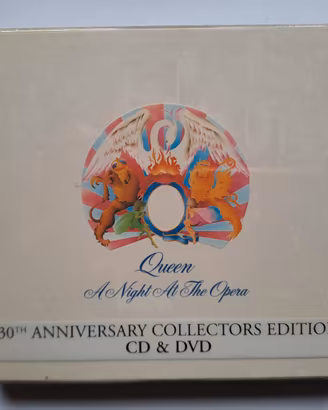 Queen
A Night At The Opera
30TH ANNIVERSARY COLLECTORS EDITION
CD & DVD